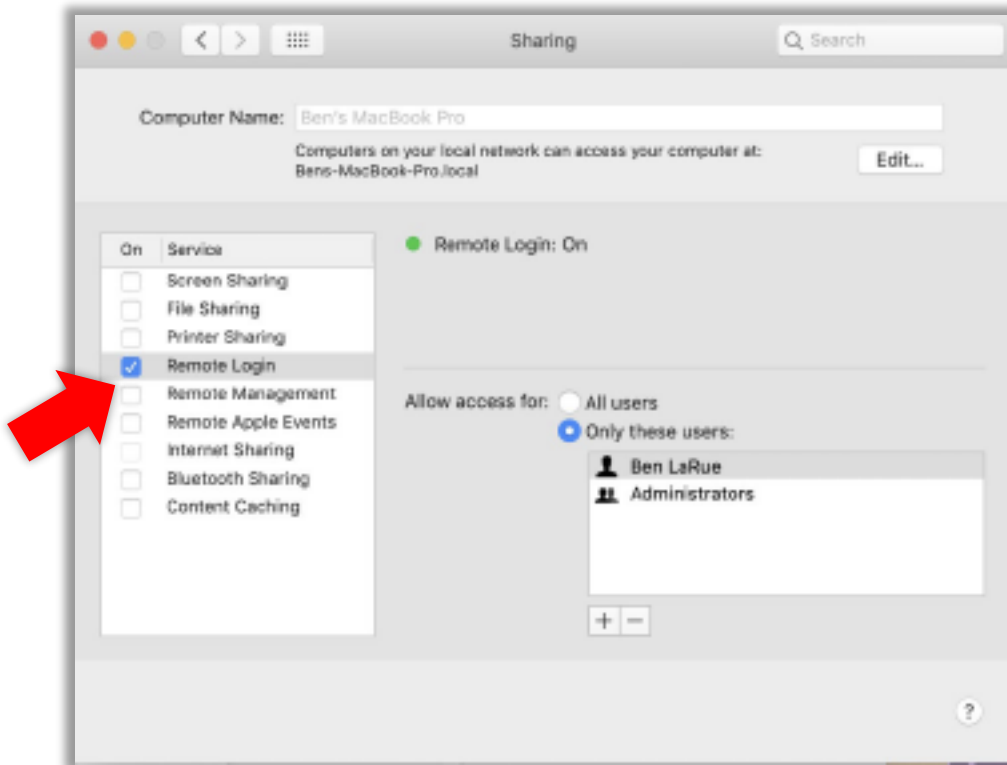 Sharing
Search
Computer Name: Ben's MacBook Pro
Computers on your local network can access your computer at:
Bens-MacBook-Pro.local
Edit...
On Service
Screen Sharing
File Sharing
Printer Sharing
Remote Login
Remote Management
Remote Apple Events
Internet Sharing
Bluetooth Sharing
Content Caching
Remote Login: On
Allow access for: All users
Only these users:
Ben LaRue
Administrators
+ −
?